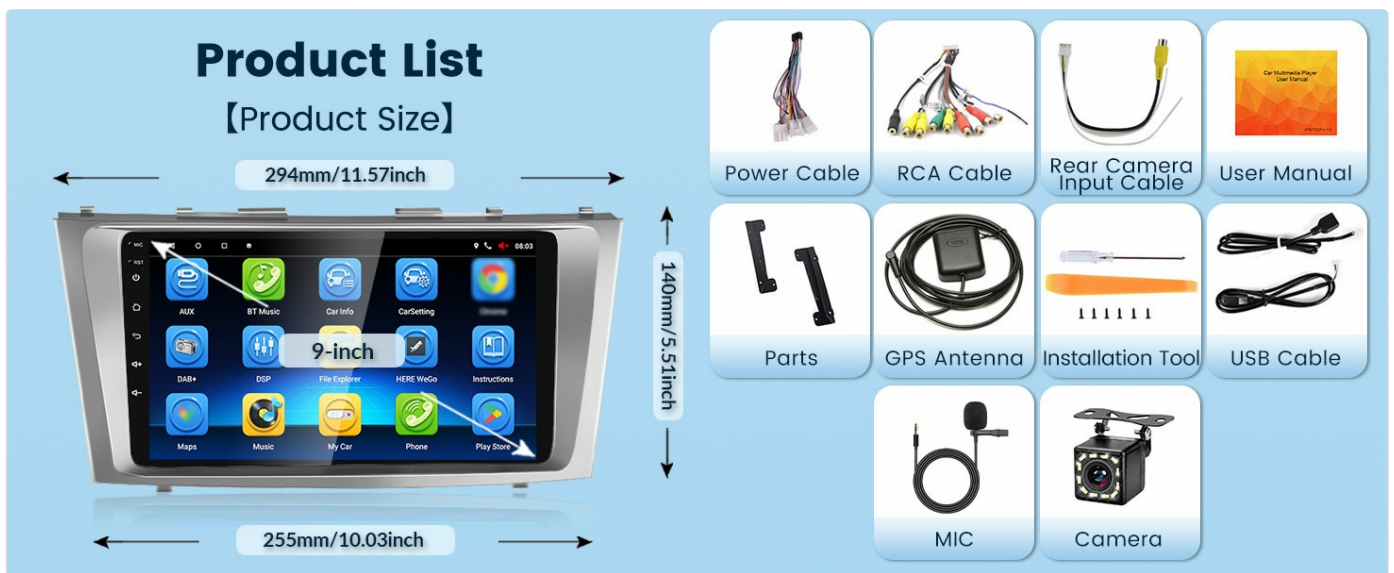 Product List
【Product Size】
294mm/11.57inch
MIC
RST
08:03
AUX
BT Music
Car Info
CarSetting
9-inch
DAB+
DSP
File Explorer
HERE WeGo
Instructions
Maps
Music
My Car
Phone
Play Store
140mm/5.51inch
255mm/10.03inch
Power Cable
RCA Cable
Rear Camera
Input Cable
Car Multimedia Player
User Manual
User Manual
Parts
GPS Antenna
Installation Tool
USB Cable
MIC
Camera